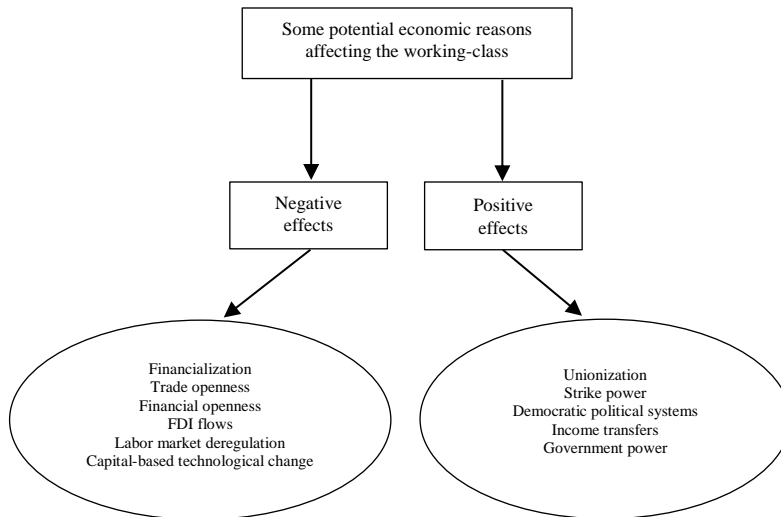 Some potential economic reasons
affecting the working-class
Negative
effects
Positive
effects
Financialization
Trade openness
Financial openness
FDI flows
Labor market deregulation
Capital-based technological change
Unionization
Strike power
Democratic political systems
Income transfers
Government power